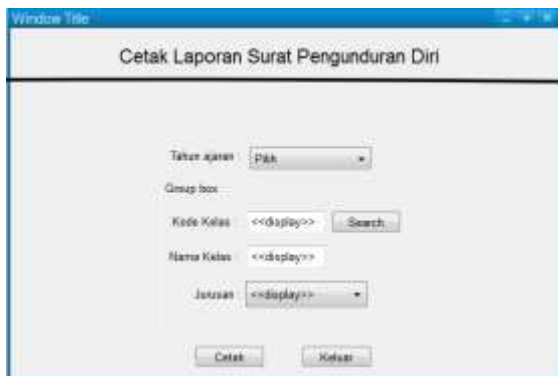 Window Title
Cetak Laporan Surat Pengunduran Diri
Tahun ajaran : Pilih
Group box
Kode Kelas : <<display>> Search
Nama Kelas : <<display>>
Jurusan : <<display>>
Cetak Keluar